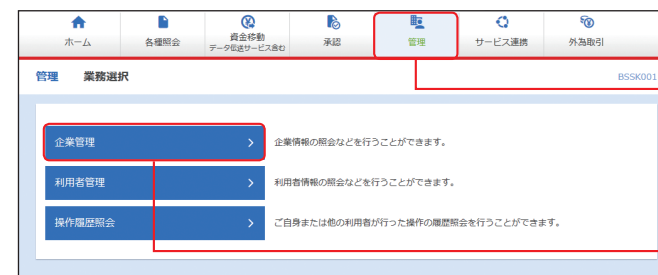 ホーム
各種照会
資金移動
データ伝送サービス含む
承認
管理
サービス連携
外為取引
管理 業務選択
BSSK001
企業管理
企業情報の照会などを行うことができます。
利用者管理
利用者情報の照会などを行うことができます。
操作履歴照会
ご自身または他の利用者が行った操作の履歴照会を行うことができます。